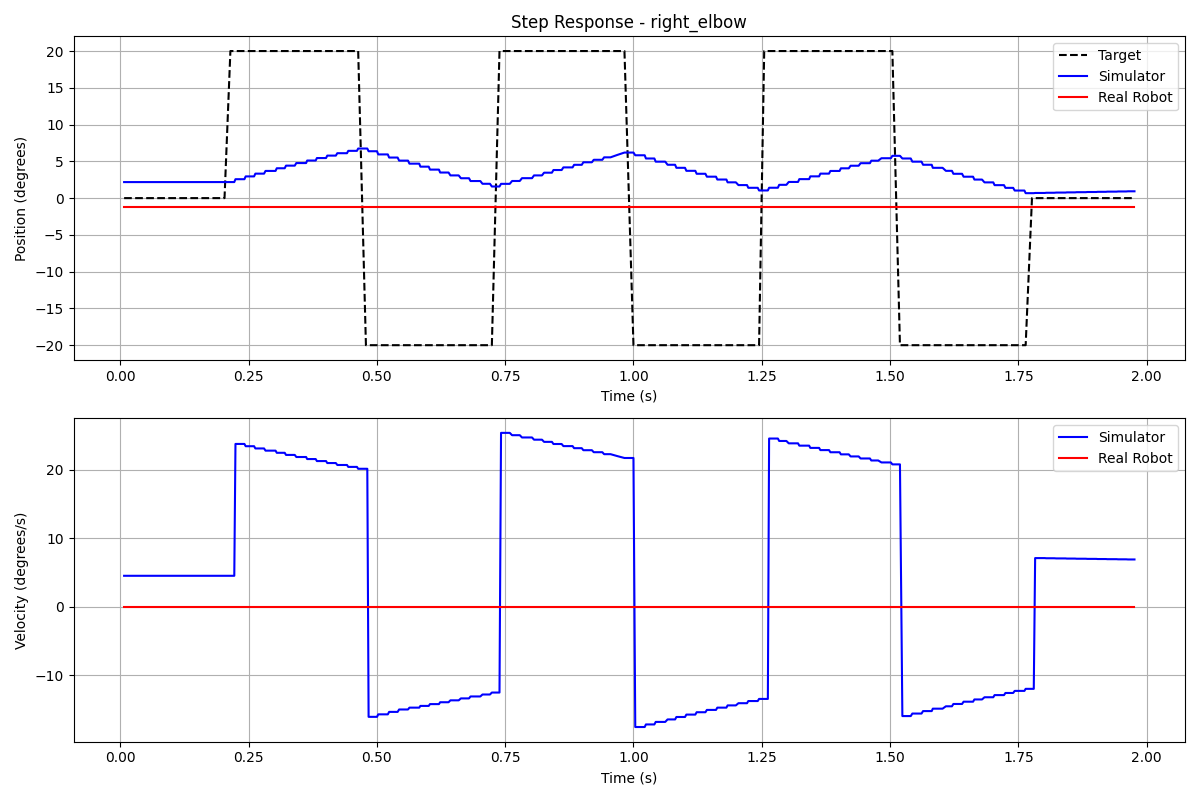 Step Response - right_elbow
Target
Simulator
Real Robot
Position (degrees)
20
15
10
5
0
−5
−10
−15
−20
0.00 0.25 0.50 0.75 1.00 1.25 1.50 1.75 2.00
Time (s)
Simulator
Real Robot
Velocity (degrees/s)
20
10
0
−10
0.00 0.25 0.50 0.75 1.00 1.25 1.50 1.75 2.00
Time (s)